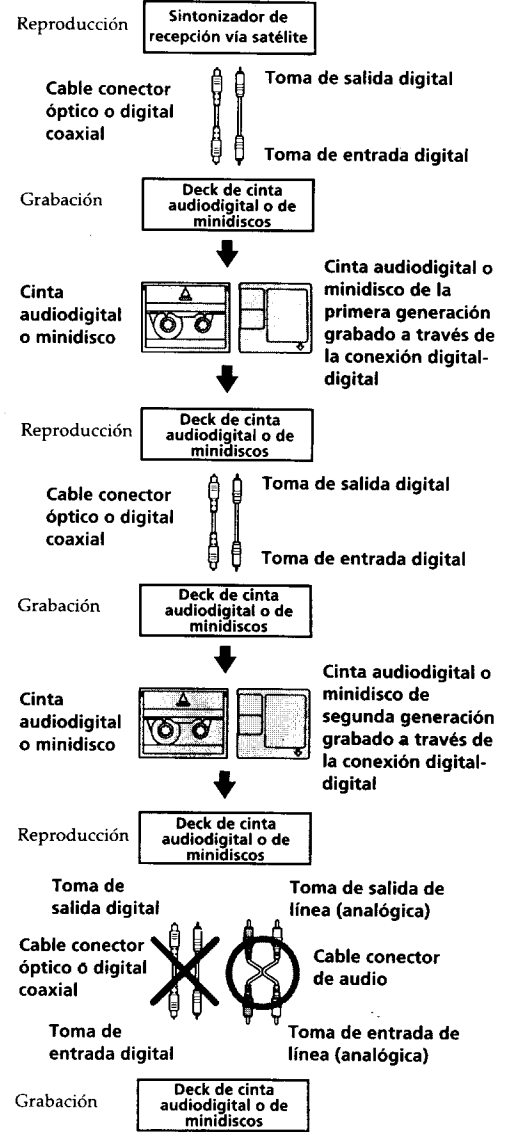 Reproducción
Sintonizador de
recepción vía satélite
Cable conector
óptico o digital
coaxial
Toma de salida digital
Toma de entrada digital
Grabación
Deck de cinta
audiodigital o de
minidiscos
Cinta
audiodigital
o minidisco
Cinta audiodigital o
minidisco de la
primera generación
grabado a través de
la conexión digital-
digital
Reproducción
Deck de cinta
audiodigital o de
minidiscos
Cable conector
óptico o digital
coaxial
Toma de salida digital
Toma de entrada digital
Grabación
Deck de cinta
audiodigital o de
minidiscos
Cinta
audiodigital
o minidisco
Cinta audiodigital o
minidisco de
segunda generación
grabado a través de
la conexión digital-
digital
Reproducción
Deck de cinta
audiodigital o de
minidiscos
Toma de
salida digital
Toma de salida de
línea (analógica)
Cable conector
óptico ó digital
coaxial
Cable conector
de audio
Toma de
entrada digital
Toma de entrada de
línea (analógica)
Grabación
Deck de cinta
audiodigital o de
minidiscos